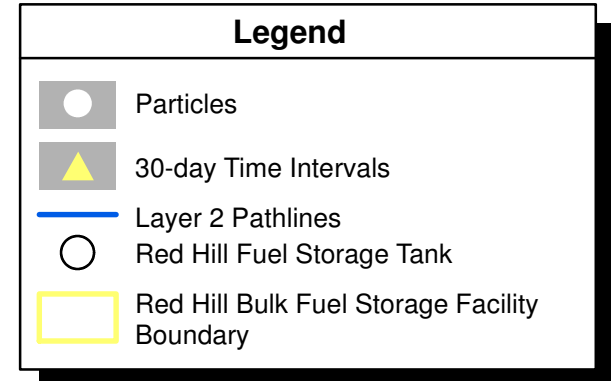 Legend
Particles
30-day Time Intervals
Layer 2 Pathlines
Red Hill Fuel Storage Tank
Red Hill Bulk Fuel Storage Facility
Boundary